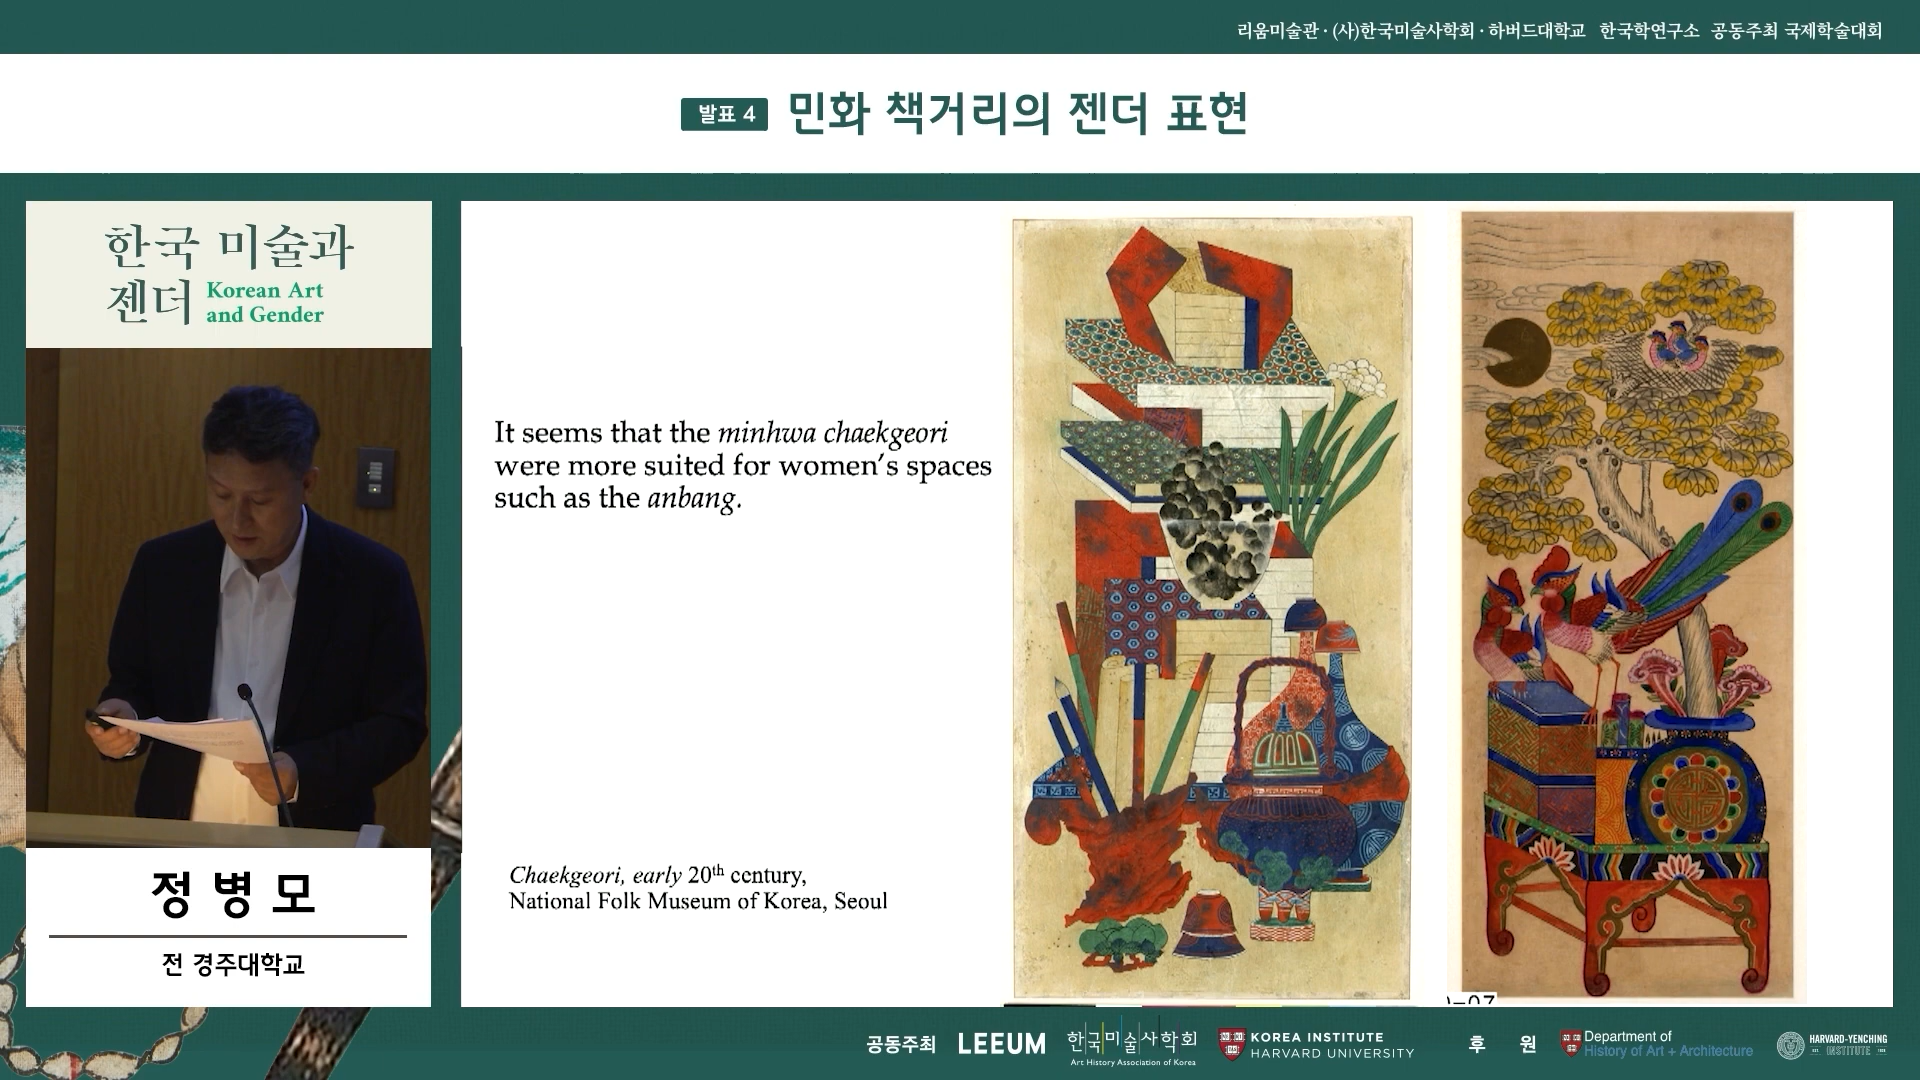 리움미술관 · (사)한국미술사학회 · 하버드대학교 한국학연구소 공동주최 국제학술대회
발표 4 민화 책거리의 젠더 표현
한국 미술과
젠더 Korean Art
and Gender
It seems that the minhwa chaekgeori
were more suited for women's spaces
such as the anbang.
Chaekgeori, early 20th century,
National Folk Museum of Korea, Seoul
정병모
전 경주대학교
공동주최 LEEUM 한국미술사학회 Art History Association of Korea KOREA INSTITUTE HARVARD UNIVERSITY 후 원 Department of History of Art + Architecture HARVARD-YENCHING INSTITUTE